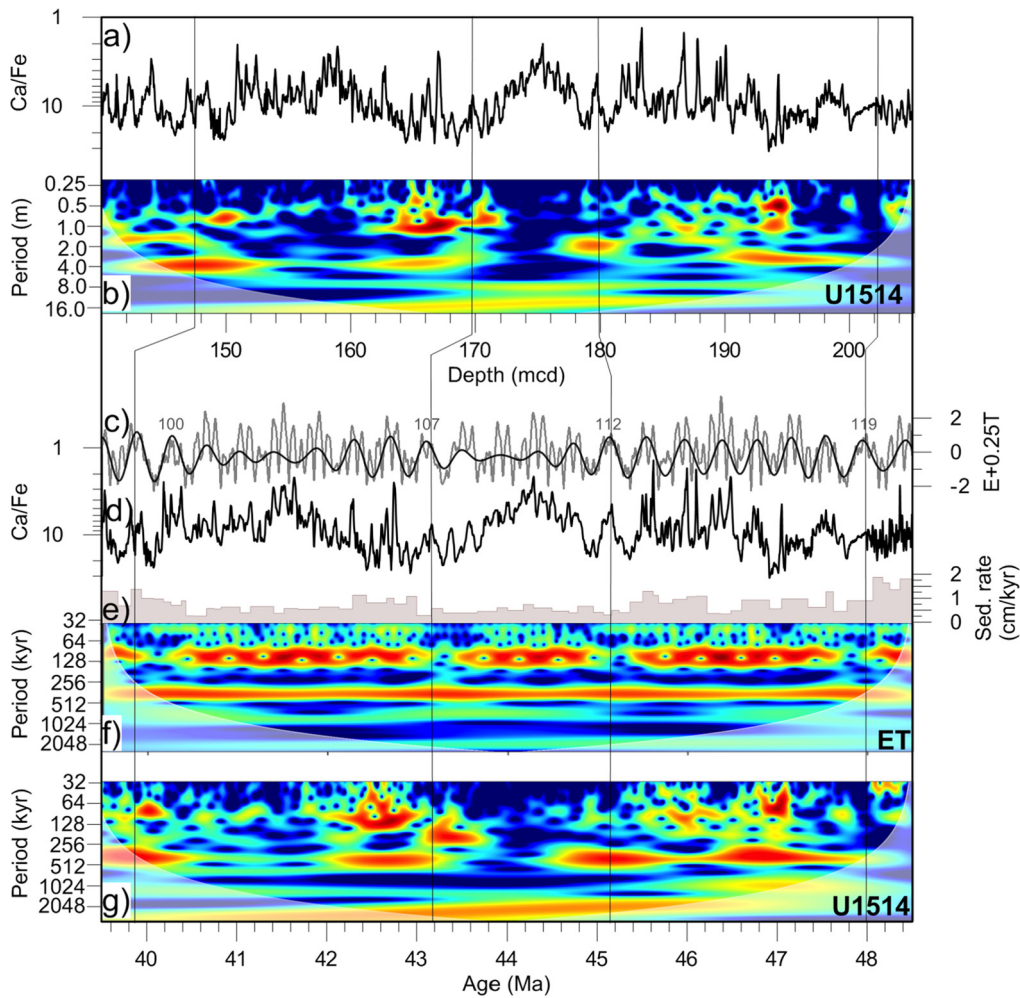 a)
Ca/Fe
1
10
b)
Period (m)
0.25
0.5
1.0
2.0
4.0
8.0
16.0
U1514
150 160 170 180 190 200
Depth (mcd)
c)
100 107 112 119
2
0
-2
E+0.25T
d)
Ca/Fe
1
10
e)
2
1
0
Sed. rate
(cm/kyr)
f)
Period (kyr)
32
64
128
256
512
1024
2048
ET
g)
Period (kyr)
32
64
128
256
512
1024
2048
U1514
40 41 42 43 44 45 46 47 48
Age (Ma)